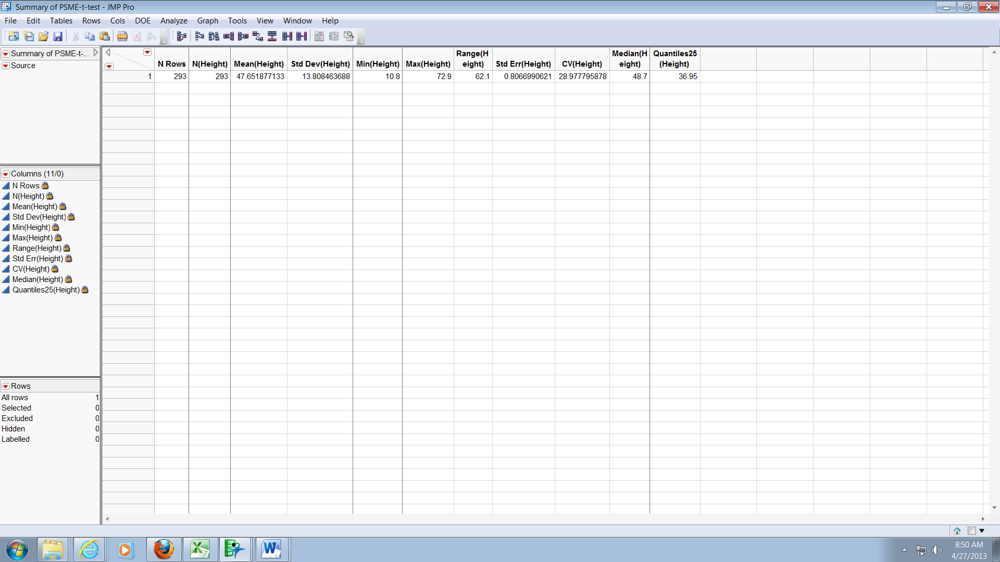 Summary of PSME-t-test - JMP Pro
File Edit Tables Rows Cols DOE Analyze Graph Tools View Window Help
Summary of PSME-t-...
Source
N Rows N(Height) Mean(Height) Std Dev(Height) Min(Height) Max(Height) Range(H eight) Std Err(Height) CV(Height) Median(H eight) Quantiles25 (Height)
1 293 293 47.651877133 13.808463688 10.8 72.9 62.1 0.8066990621 28.977795878 48.7 36.95
Columns (11/0)
N Rows
N(Height)
Mean(Height)
Std Dev(Height)
Min(Height)
Max(Height)
Range(Height)
Std Err(Height)
CV(Height)
Median(Height)
Quantiles25(Height)
Rows
All rows 1
Selected 0
Excluded 0
Hidden 0
Labelled 0
8:50 AM
4/27/2013